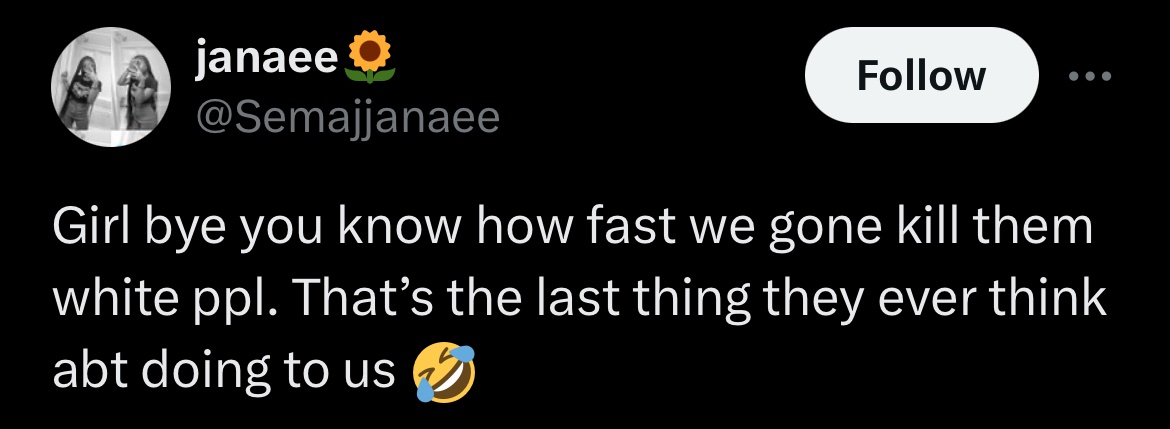 janaee🌻
@Semajjanaee
Follow
Girl bye you know how fast we gone kill them
white ppl. That’s the last thing they ever think
abt doing to us 🤣